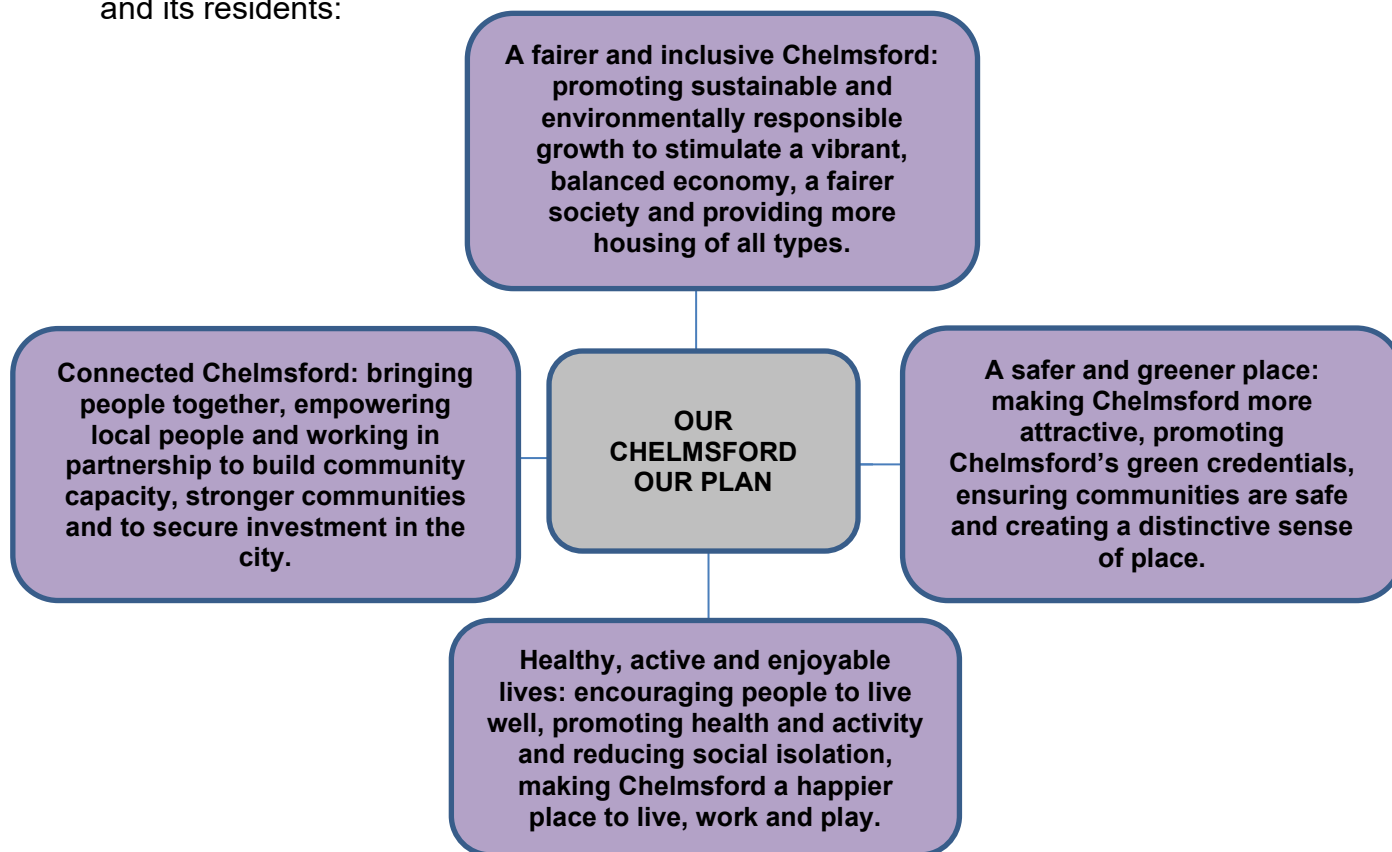 and its residents:
A fairer and inclusive Chelmsford:
promoting sustainable and
environmentally responsible
growth to stimulate a vibrant,
balanced economy, a fairer
society and providing more
housing of all types.
Connected Chelmsford: bringing
people together, empowering
local people and working in
partnership to build community
capacity, stronger communities
and to secure investment in the
city.
OUR
CHELMSFORD
OUR PLAN
A safer and greener place:
making Chelmsford more
attractive, promoting
Chelmsford’s green credentials,
ensuring communities are safe
and creating a distinctive sense
of place.
Healthy, active and enjoyable
lives: encouraging people to live
well, promoting health and activity
and reducing social isolation,
making Chelmsford a happier
place to live, work and play.